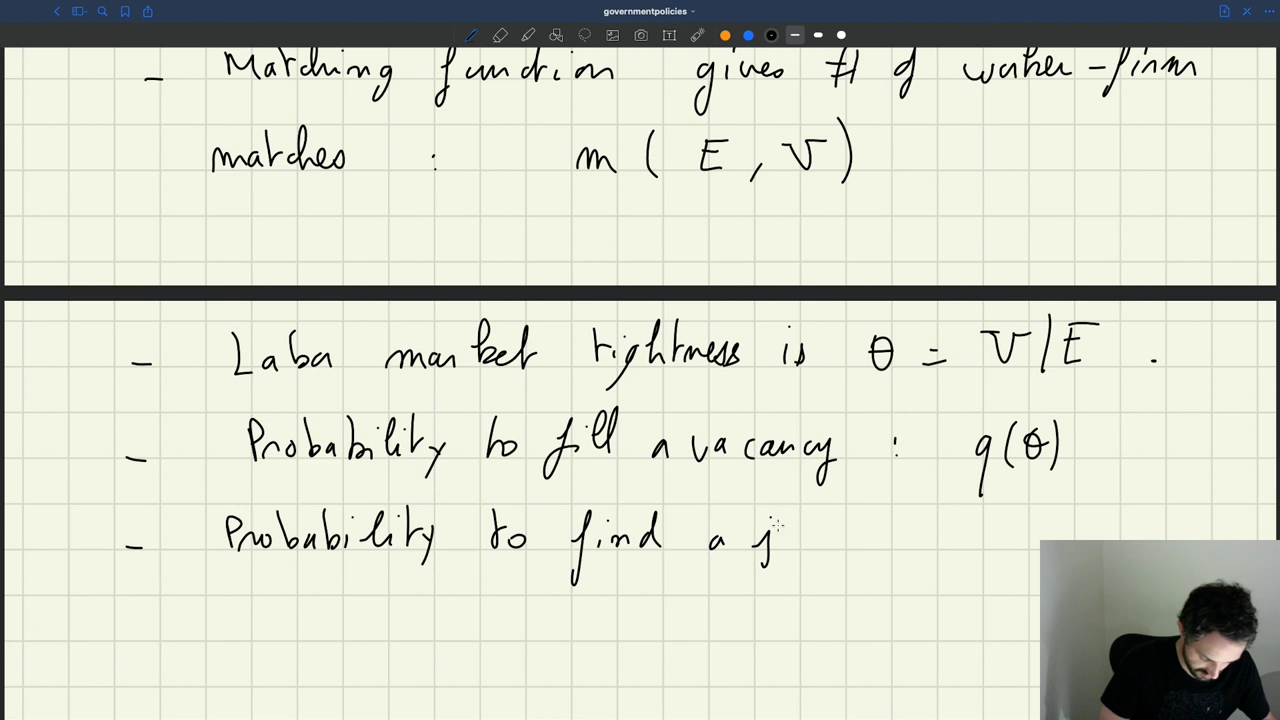 governmentpolicies
- Matching function gives # of worker-firm
matches : m ( E , V )
- Labor market tightness is θ = V/E .
- Probability to fill a vacancy : q(θ)
- Probability to find a j